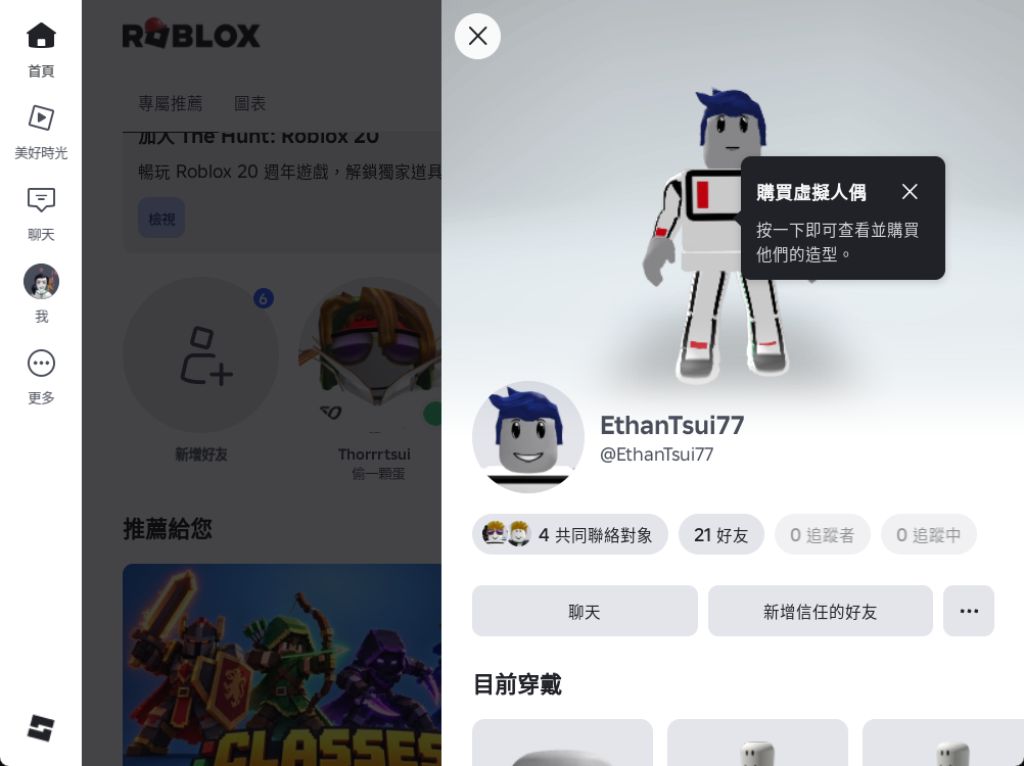 首頁
美好時光
聊天
我
更多
ROBLOX
專屬推薦
圖表
加入 The Hunt: Roblox 20
暢玩 Roblox 20 週年遊戲，解鎖獨家道具
檢視
6
新增好友
Thorrrtsui
偷一顆蛋
推薦給您
CLASSES
購買虛擬人偶
按一下即可查看並購買
他們的造型。
EthanTsui77
@EthanTsui77
4 共同聯絡對象
21 好友
0 追蹤者
0 追蹤中
聊天
新增信任的好友
目前穿戴